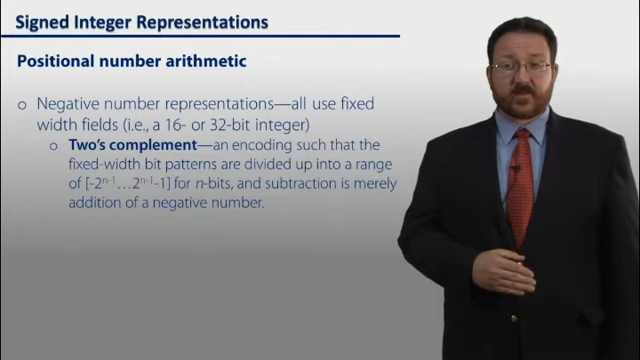 Signed Integer Representations
Positional number arithmetic
o Negative number representations—all use fixed
width fields (i.e., a 16- or 32-bit integer)
o Two's complement—an encoding such that the
fixed-width bit patterns are divided up into a range
of [-2ⁿ⁻¹…2ⁿ⁻¹-1] for n-bits, and subtraction is merely
addition of a negative number.